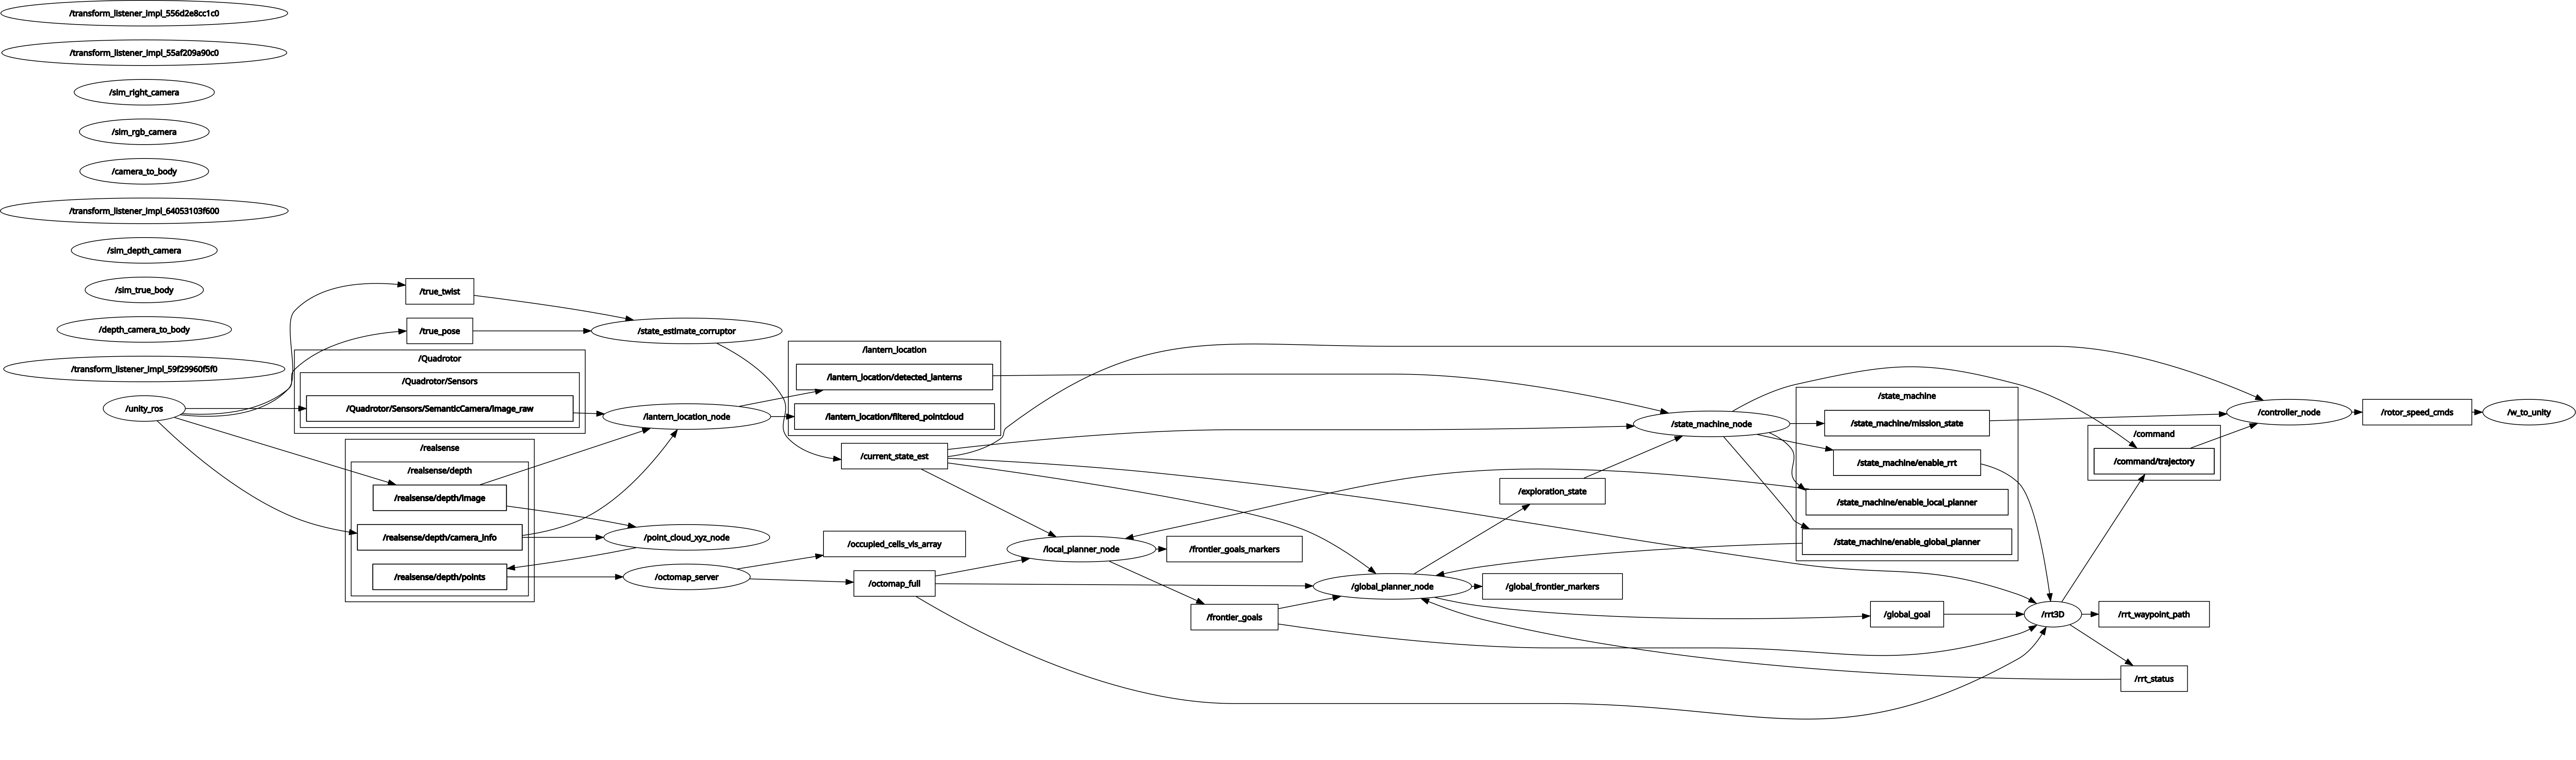 /transform_listener_impl_556d2e8cc1c0
/transform_listener_impl_55af209a90c0
/sim_right_camera
/sim_rgb_camera
/camera_to_body
/transform_listener_impl_64053103f600
/sim_depth_camera
/sim_true_body
/depth_camera_to_body
/transform_listener_impl_59f29960f5f0
/unity_ros
/true_twist
/true_pose
/Quadrotor
/Quadrotor/Sensors
/Quadrotor/Sensors/SemanticCamera/image_raw
/realsense
/realsense/depth
/realsense/depth/image
/realsense/depth/camera_info
/realsense/depth/points
/state_estimate_corruptor
/lantern_location_node
/point_cloud_xyz_node
/octomap_server
/lantern_location
/lantern_location/detected_lanterns
/lantern_location/filtered_pointcloud
/current_state_est
/occupied_cells_vis_array
/octomap_full
/local_planner_node
/frontier_goals_markers
/frontier_goals
/global_planner_node
/exploration_state
/global_frontier_markers
/state_machine_node
/state_machine
/state_machine/mission_state
/state_machine/enable_rrt
/state_machine/enable_local_planner
/state_machine/enable_global_planner
/global_goal
/rrt3D
/command
/command/trajectory
/rrt_waypoint_path
/rrt_status
/controller_node
/rotor_speed_cmds
/w_to_unity